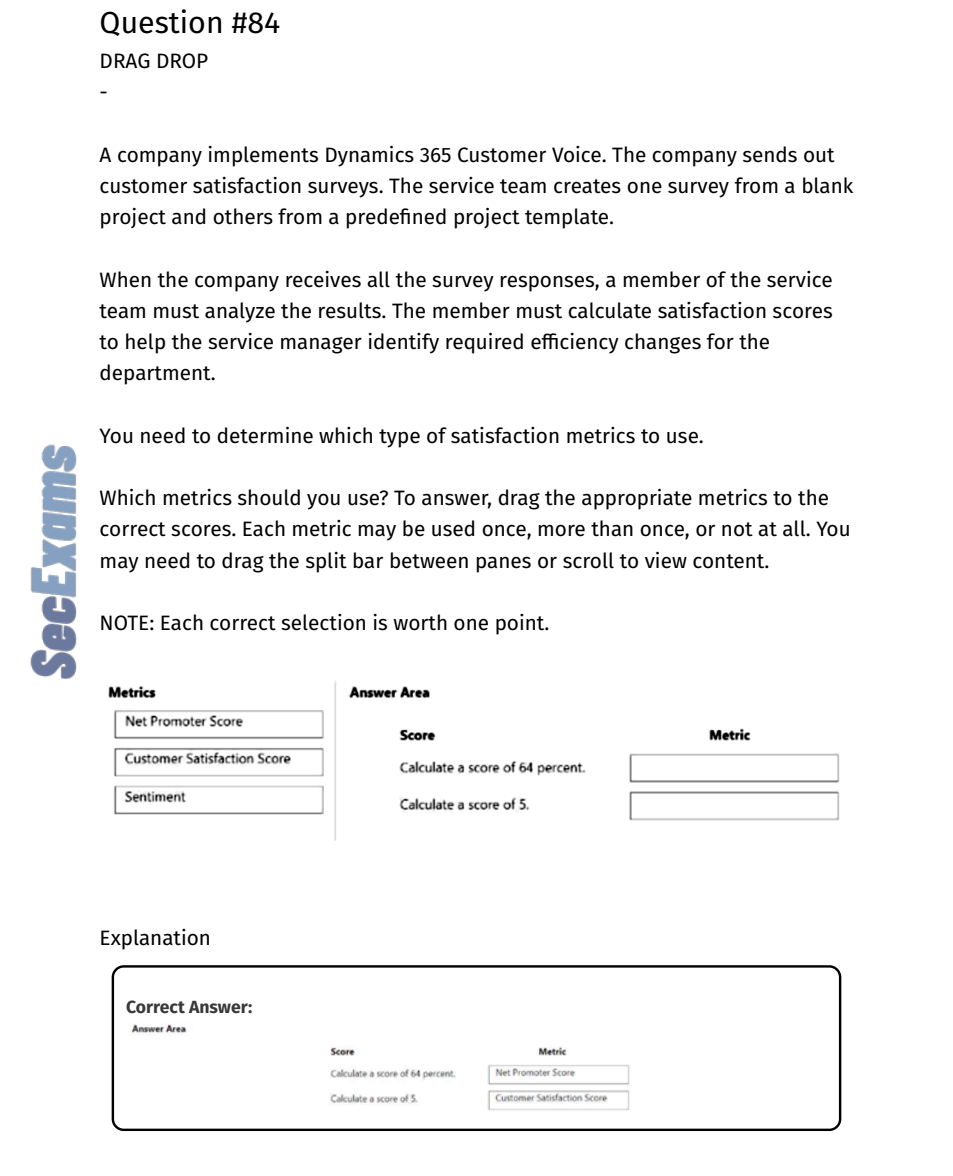 Question #84
DRAG DROP
-
A company implements Dynamics 365 Customer Voice. The company sends out
customer satisfaction surveys. The service team creates one survey from a blank
project and others from a predefined project template.
When the company receives all the survey responses, a member of the service
team must analyze the results. The member must calculate satisfaction scores
to help the service manager identify required efficiency changes for the
department.
You need to determine which type of satisfaction metrics to use.
Which metrics should you use? To answer, drag the appropriate metrics to the
correct scores. Each metric may be used once, more than once, or not at all. You
may need to drag the split bar between panes or scroll to view content.
NOTE: Each correct selection is worth one point.
SecExams
Metrics
Net Promoter Score
Customer Satisfaction Score
Sentiment
Answer Area
Score Metric
Calculate a score of 64 percent.
Calculate a score of 5.
Explanation
Correct Answer:
Answer Area
Score Metric
Calculate a score of 64 percent. Net Promoter Score
Calculate a score of 5. Customer Satisfaction Score